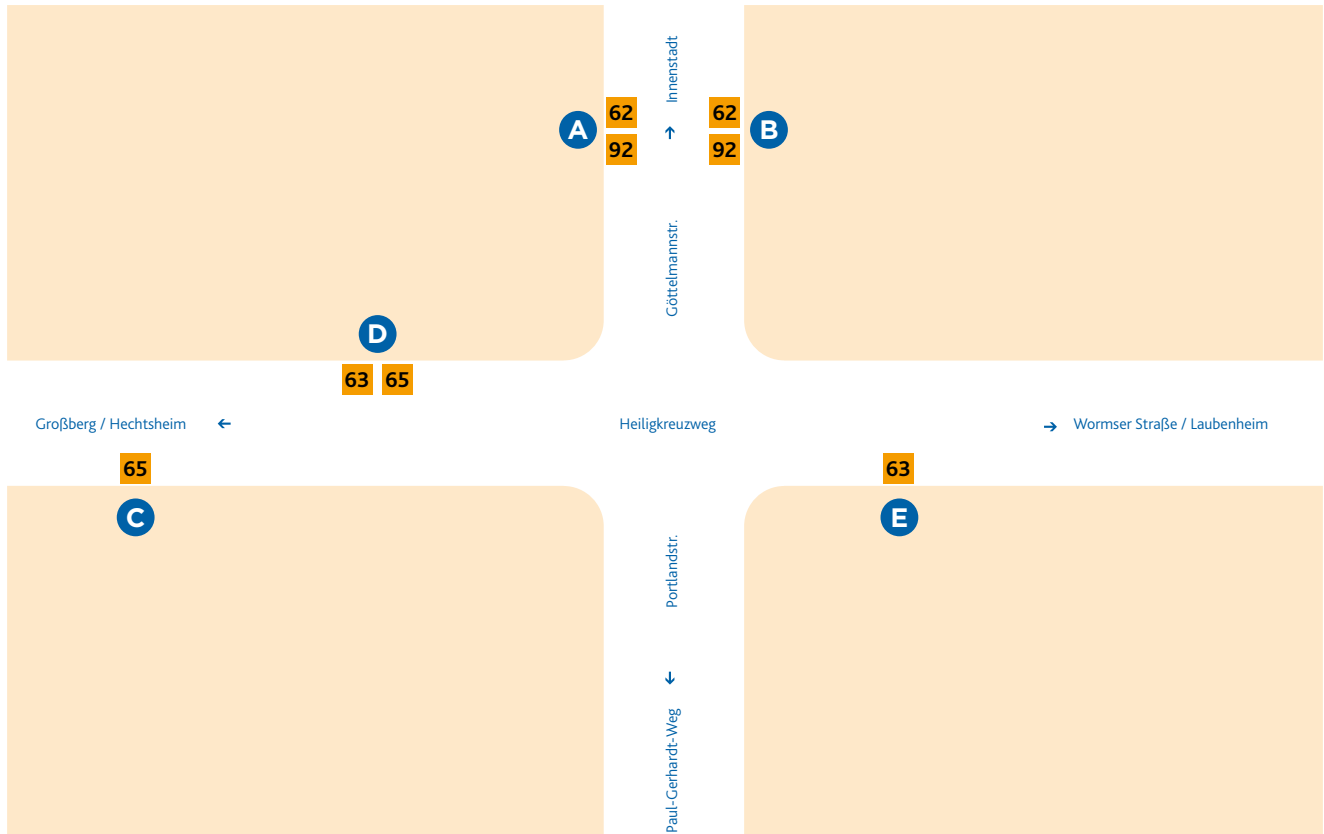 Innenstadt
A
62
62
B
92
92
Göttelmannstr.
D
63 65
Großberg / Hechtsheim ←
Heiligkreuzweg
→ Wormser Straße / Laubenheim
65
63
C
E
Portlandstr.
Paul-Gerhardt-Weg